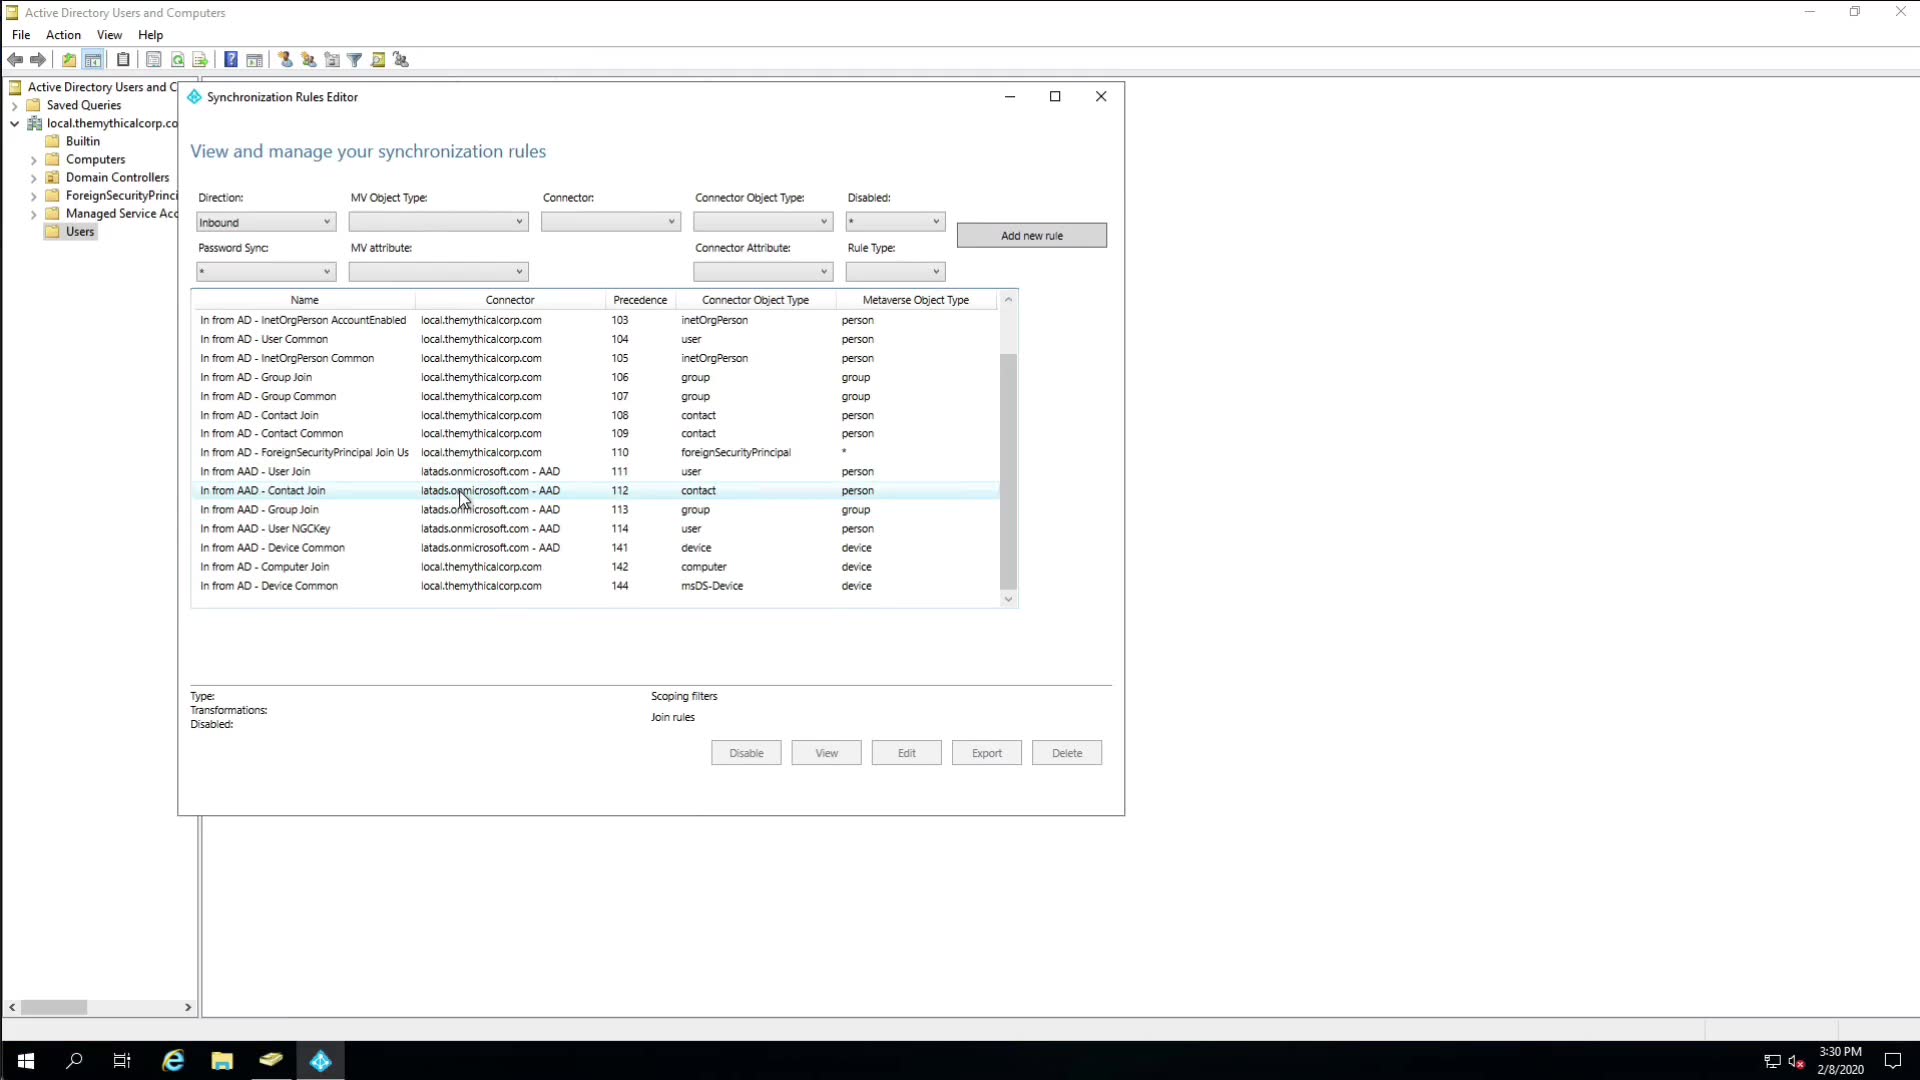 Active Directory Users and Computers
File Action View Help
Active Directory Users and C
Saved Queries
local.themythicalcorp.co
Builtin
Computers
Domain Controllers
ForeignSecurityPrinci
Managed Service Acc
Users
Synchronization Rules Editor
View and manage your synchronization rules
Direction: MV Object Type: Connector: Connector Object Type: Disabled:
Inbound *
Add new rule
Password Sync: MV attribute: Connector Attribute: Rule Type:
*
Name Connector Precedence Connector Object Type Metaverse Object Type
In from AD - InetOrgPerson AccountEnabled local.themythicalcorp.com 103 inetOrgPerson person
In from AD - User Common local.themythicalcorp.com 104 user person
In from AD - InetOrgPerson Common local.themythicalcorp.com 105 inetOrgPerson person
In from AD - Group Join local.themythicalcorp.com 106 group group
In from AD - Group Common local.themythicalcorp.com 107 group group
In from AD - Contact Join local.themythicalcorp.com 108 contact person
In from AD - Contact Common local.themythicalcorp.com 109 contact person
In from AD - ForeignSecurityPrincipal Join Us local.themythicalcorp.com 110 foreignSecurityPrincipal *
In from AAD - User Join latads.onmicrosoft.com - AAD 111 user person
In from AAD - Contact Join latads.onmicrosoft.com - AAD 112 contact person
In from AAD - Group Join latads.onmicrosoft.com - AAD 113 group group
In from AAD - User NGCKey latads.onmicrosoft.com - AAD 114 user person
In from AAD - Device Common latads.onmicrosoft.com - AAD 141 device device
In from AD - Computer Join local.themythicalcorp.com 142 computer device
In from AD - Device Common local.themythicalcorp.com 144 msDS-Device device
Type: Scoping filters
Transformations:
Join rules
Disabled:
Disable View Edit Export Delete
3:30 PM
2/8/2020